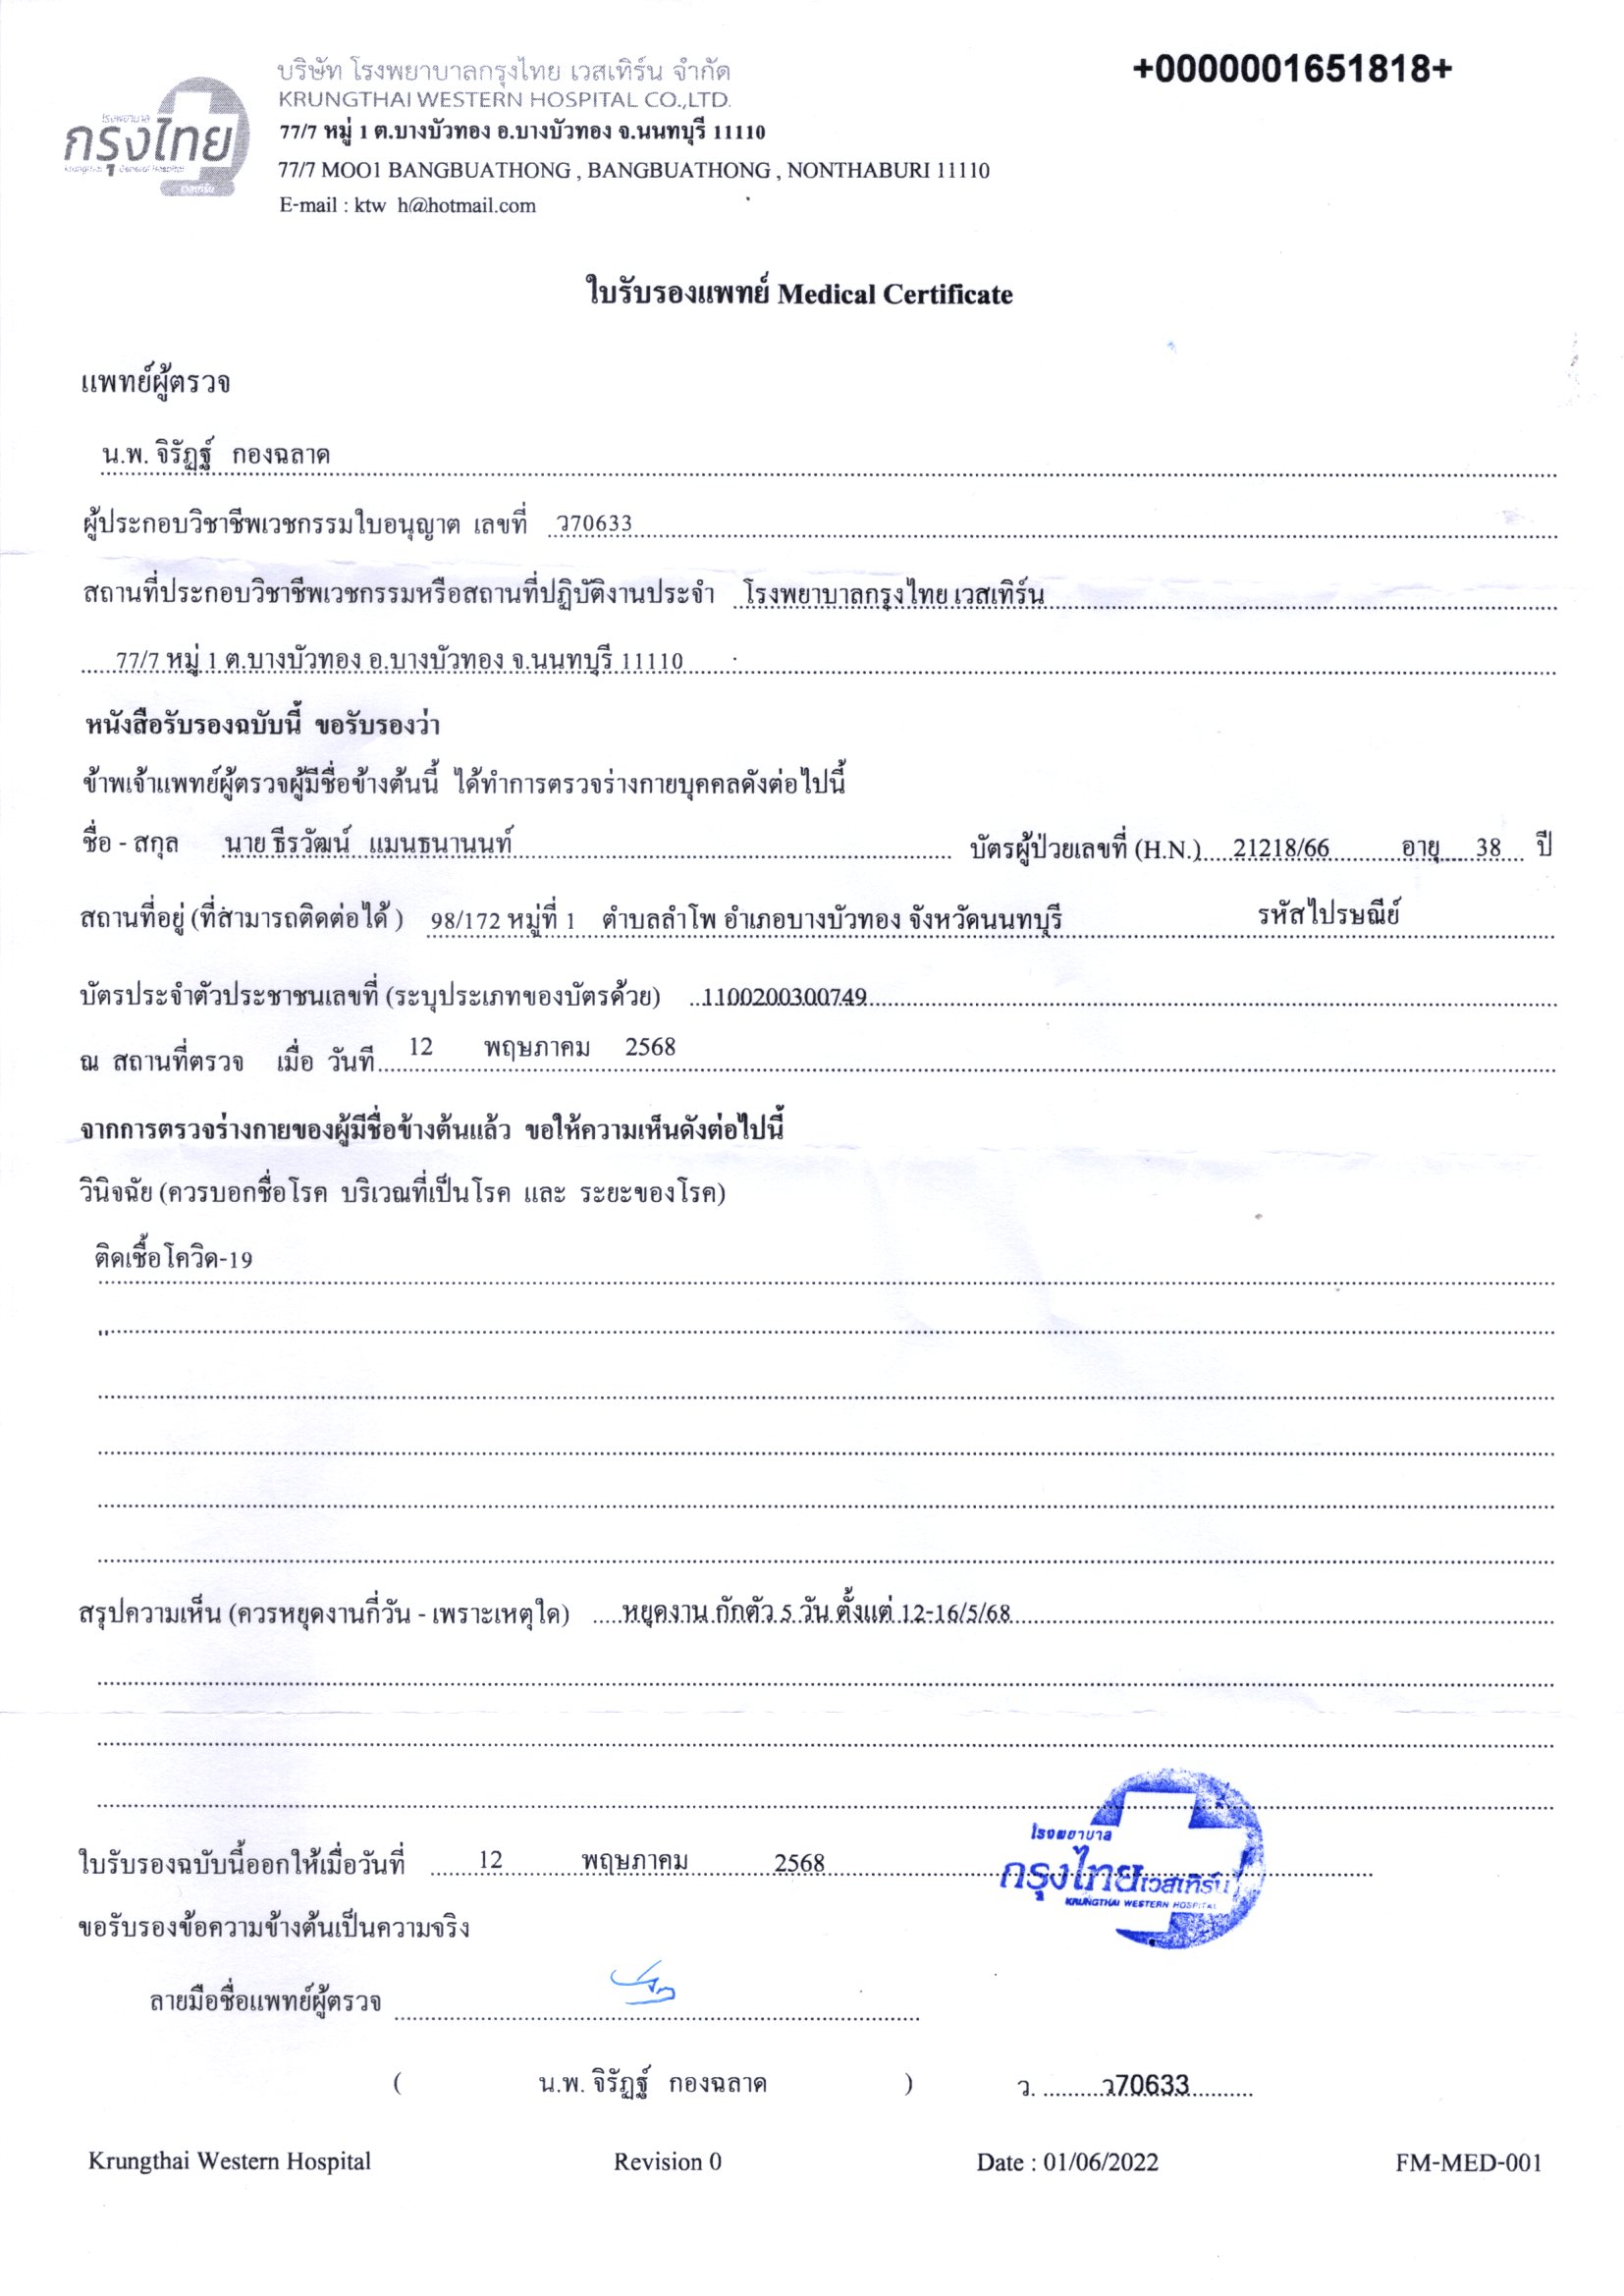 +0000001651818+
โรงพยาบาล
กรุงไทย
Krungthai General Hospital
เวสเทิร์น
บริษัท โรงพยาบาลกรุงไทย เวสเทิร์น จำกัด
KRUNGTHAI WESTERN HOSPITAL CO.,LTD.
77/7 หมู่ 1 ต.บางบัวทอง อ.บางบัวทอง จ.นนทบุรี 11110
77/7 MOO1 BANGBUATHONG , BANGBUATHONG , NONTHABURI 11110
E-mail : ktw h@hotmail.com
ใบรับรองแพทย์ Medical Certificate
แพทย์ผู้ตรวจ
น.พ. จิรัฏฐ์ กองฉลาด
ผู้ประกอบวิชาชีพเวชกรรมใบอนุญาต เลขที่ ว70633
สถานที่ประกอบวิชาชีพเวชกรรมหรือสถานที่ปฏิบัติงานประจำ โรงพยาบาลกรุงไทย เวสเทิร์น
77/7 หมู่ 1 ต.บางบัวทอง อ.บางบัวทอง จ.นนทบุรี 11110
หนังสือรับรองฉบับนี้ ขอรับรองว่า
ข้าพเจ้าแพทย์ผู้ตรวจผู้มีชื่อข้างต้นนี้ ได้ทำการตรวจร่างกายบุคคลดังต่อไปนี้
ชื่อ - สกุล นาย ธีรวัฒน์ แมนธนานนท์ บัตรผู้ป่วยเลขที่ (H.N.) 21218/66 อายุ 38 ปี
สถานที่อยู่ (ที่สามารถติดต่อได้ ) 98/172 หมู่ที่ 1 ตำบลลำโพ อำเภอบางบัวทอง จังหวัดนนทบุรี รหัสไปรษณีย์
บัตรประจำตัวประชาชนเลขที่ (ระบุประเภทของบัตรด้วย) 1100200300749
ณ สถานที่ตรวจ เมื่อ วันที่ 12 พฤษภาคม 2568
จากการตรวจร่างกายของผู้มีชื่อข้างต้นแล้ว ขอให้ความเห็นดังต่อไปนี้
วินิจฉัย (ควรบอกชื่อโรค บริเวณที่เป็นโรค และ ระยะของโรค)
ติดเชื้อโควิด-19
สรุปความเห็น (ควรหยุดงานกี่วัน - เพราะเหตุใด) หยุดงาน กักตัว 5 วัน ตั้งแต่ 12-16/5/68
โรงพยาบาล
กรุงไทยเวสเทิร์น
KRUNGTHAI WESTERN HOSPITAL
ใบรับรองฉบับนี้ออกให้เมื่อวันที่ 12 พฤษภาคม 2568
ขอรับรองข้อความข้างต้นเป็นความจริง
ลายมือชื่อแพทย์ผู้ตรวจ
( น.พ. จิรัฏฐ์ กองฉลาด ) ว. ว70633
Krungthai Western Hospital Revision 0 Date : 01/06/2022 FM-MED-001